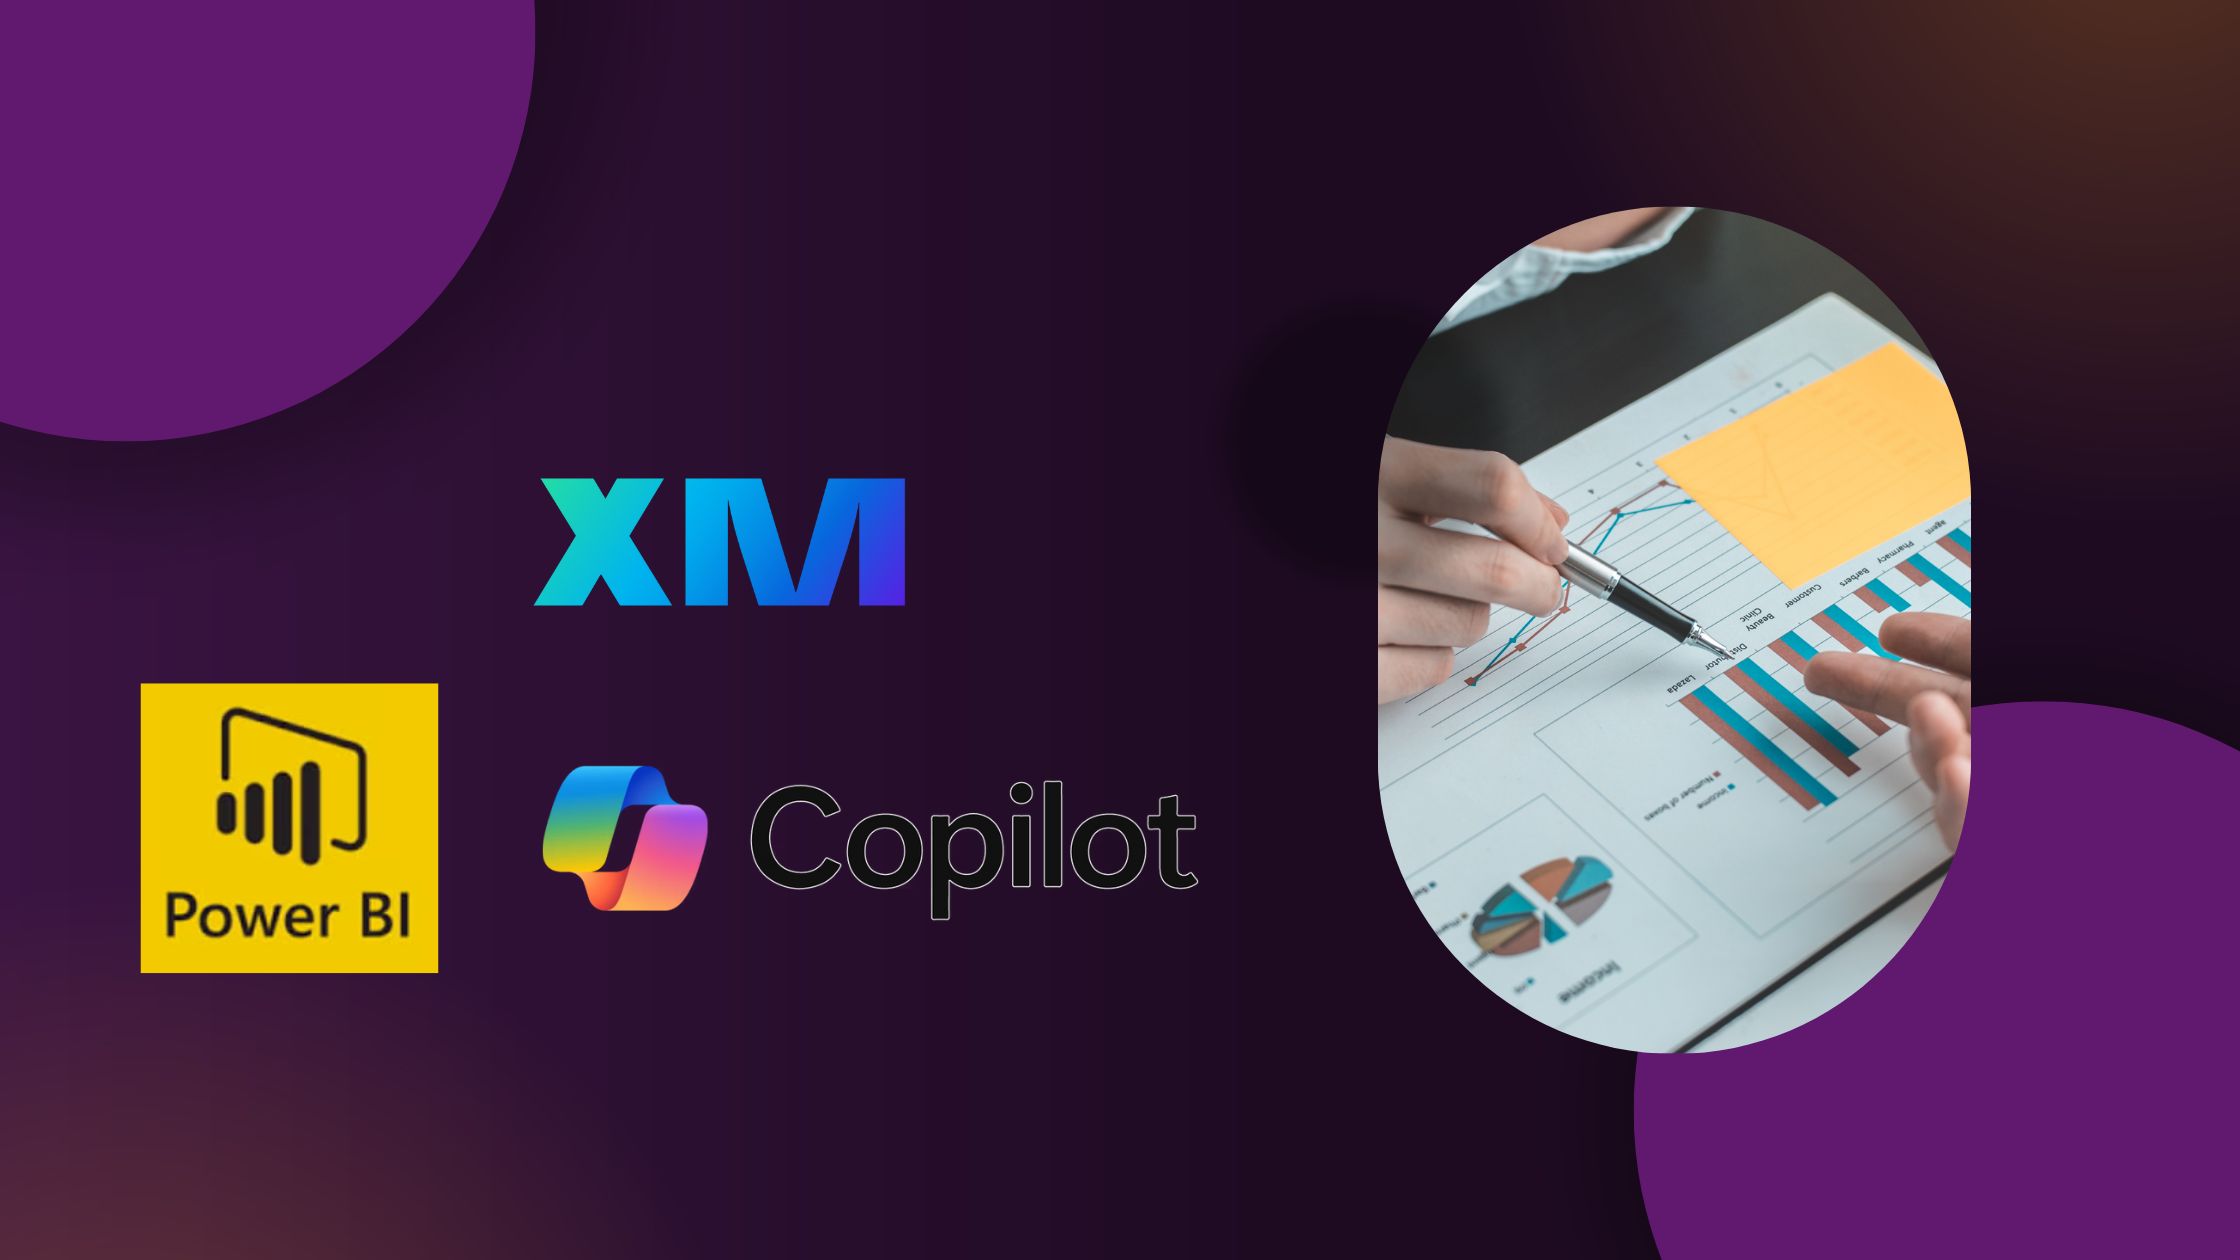 XM
Power BI
Copilot
agent
Pharmacy
Barbers
Customer
Beauty
Clinic
Distributor
Lazada
Number of boxes
Income
Income